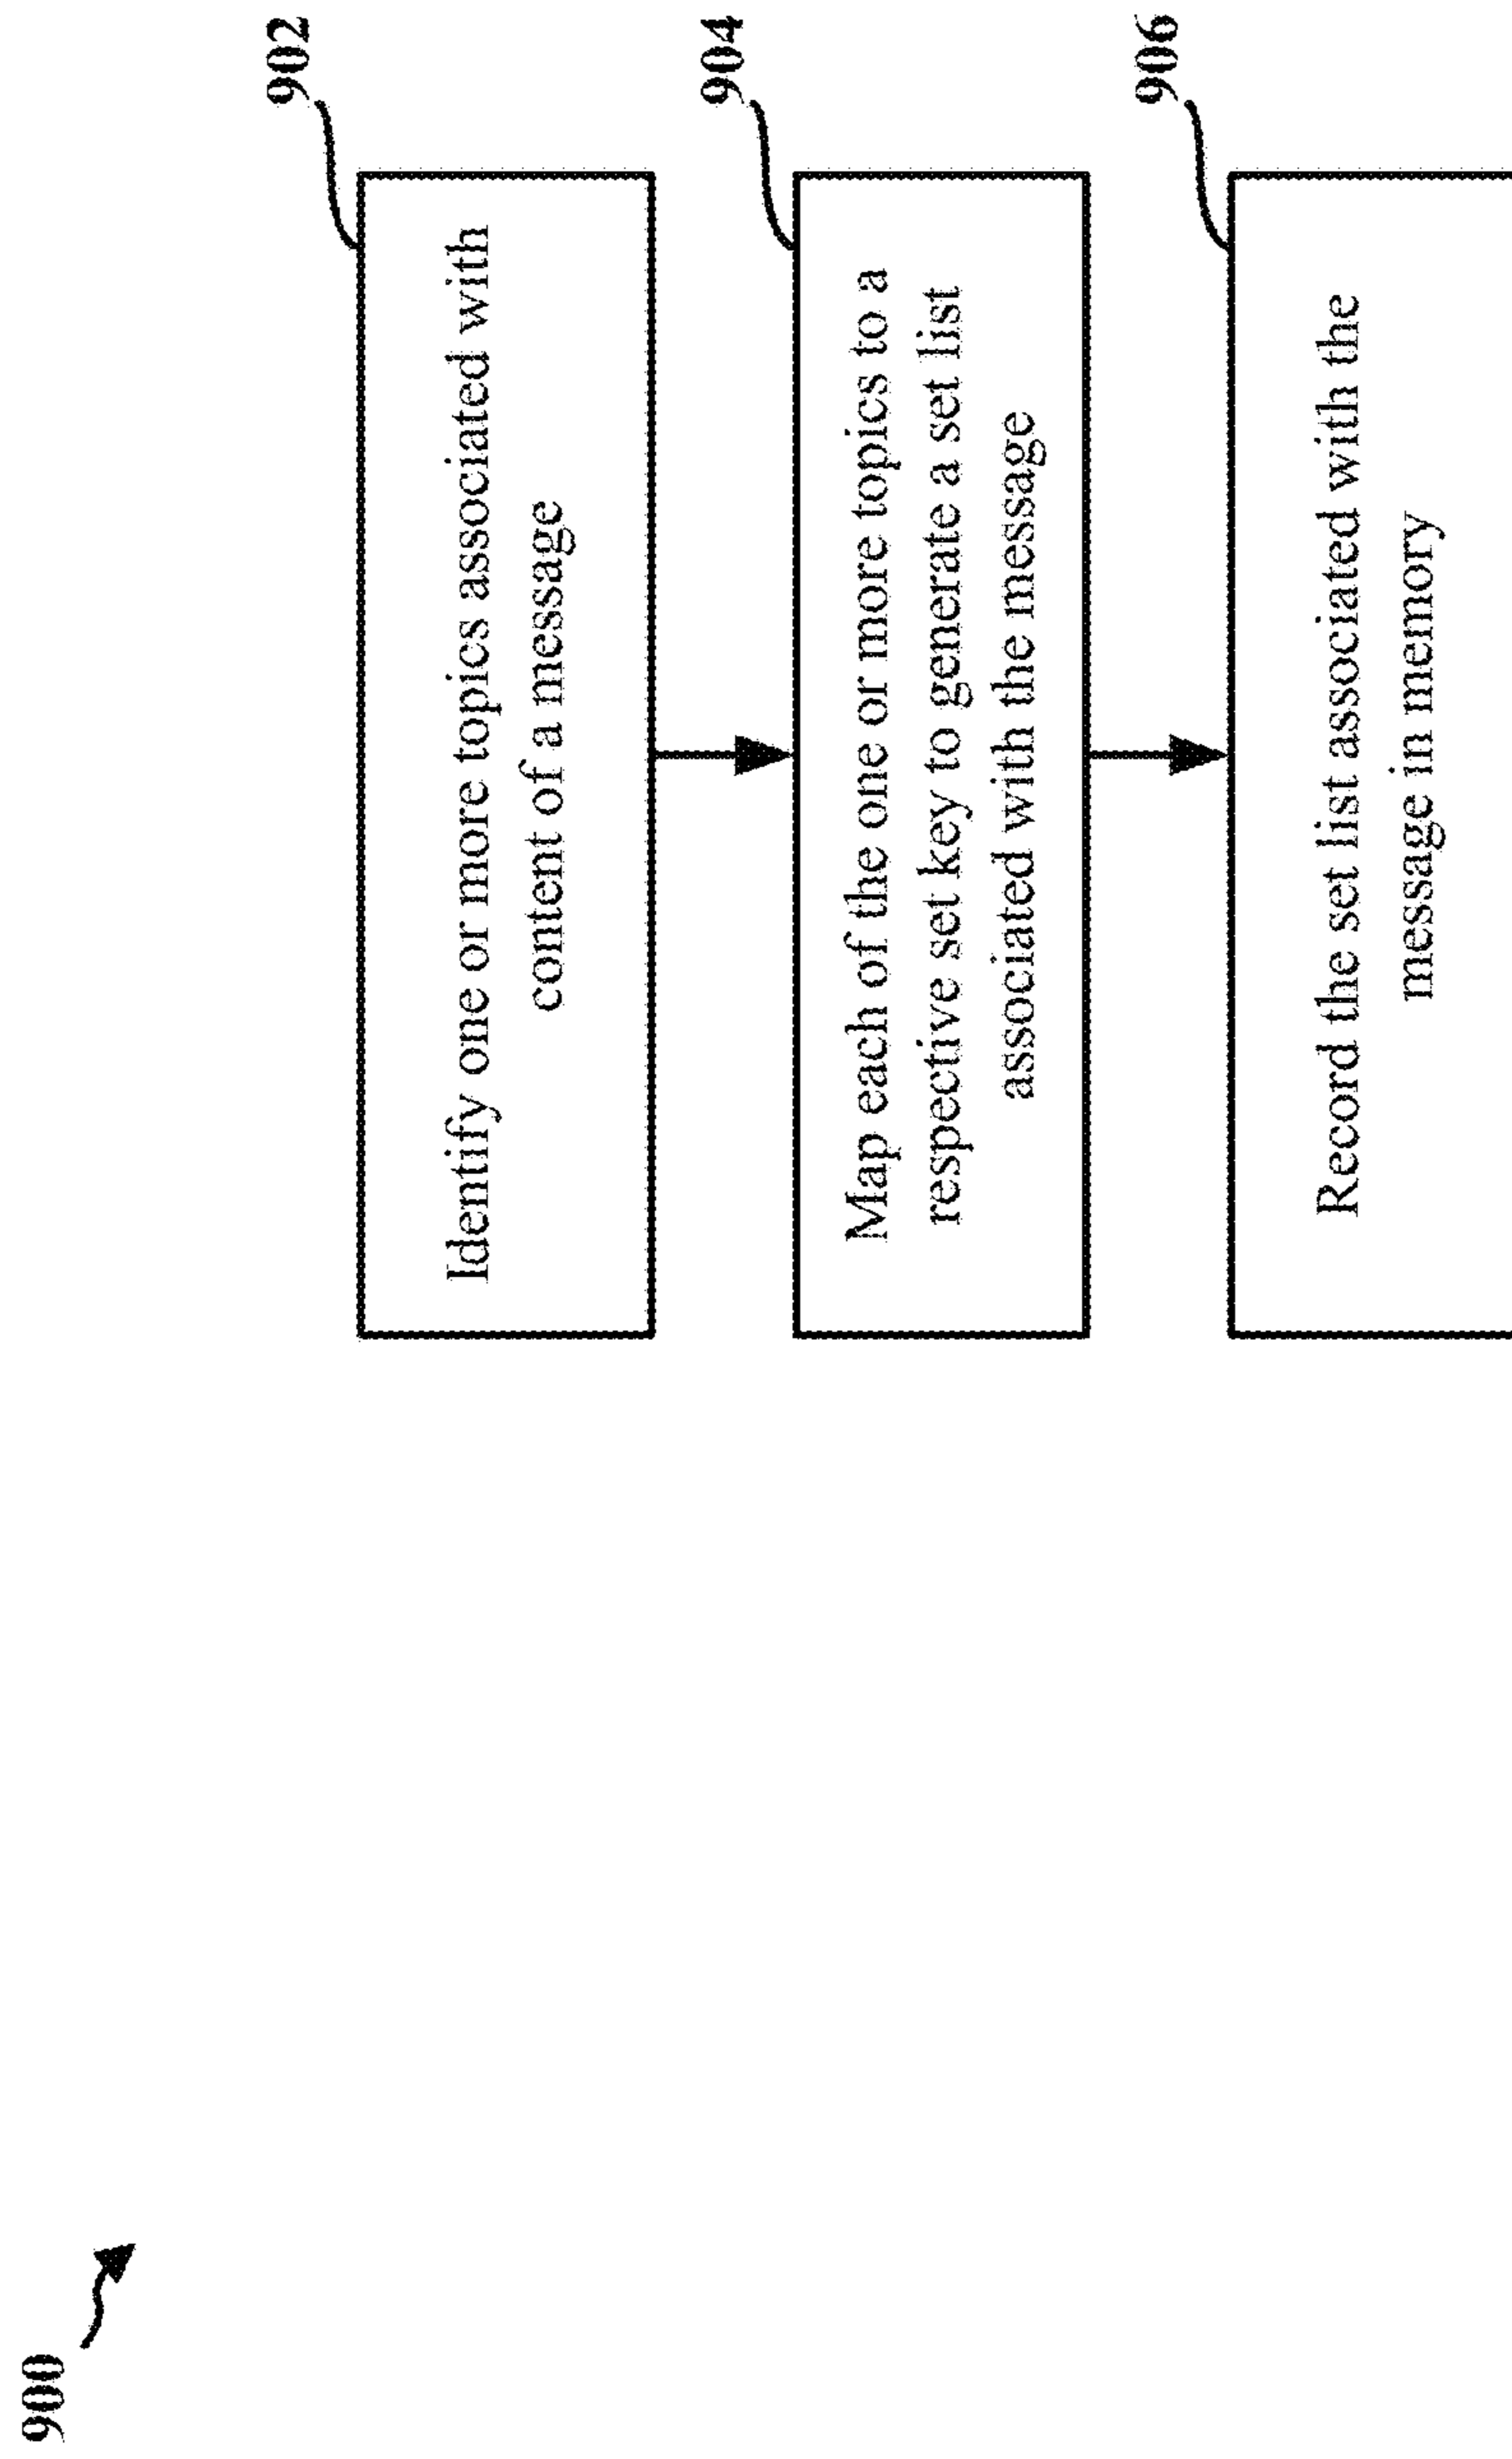 900
902
Identify one or more topics associated with
content of a message
904
Map each of the one or more topics to a
respective set key to generate a set list
associated with the message
906
Record the set list associated with the
message in memory